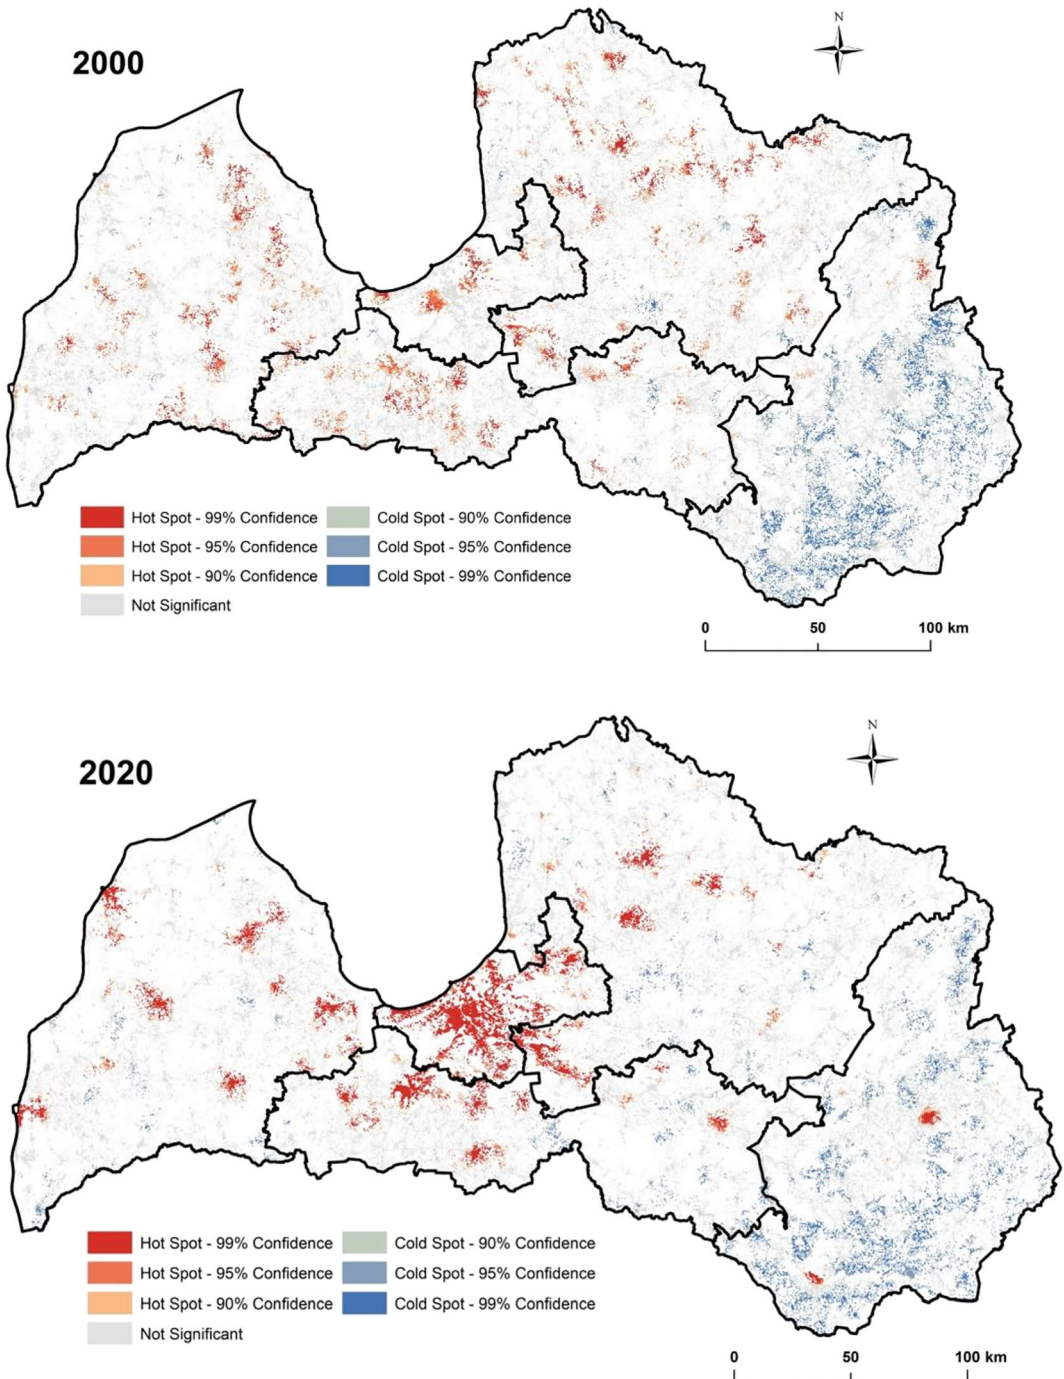 N
2000
Hot Spot - 99% Confidence
Cold Spot - 90% Confidence
Hot Spot - 95% Confidence
Cold Spot - 95% Confidence
Hot Spot - 90% Confidence
Cold Spot - 99% Confidence
Not Significant
0 50 100 km
N
2020
Hot Spot - 99% Confidence
Cold Spot - 90% Confidence
Hot Spot - 95% Confidence
Cold Spot - 95% Confidence
Hot Spot - 90% Confidence
Cold Spot - 99% Confidence
Not Significant
0 50 100 km